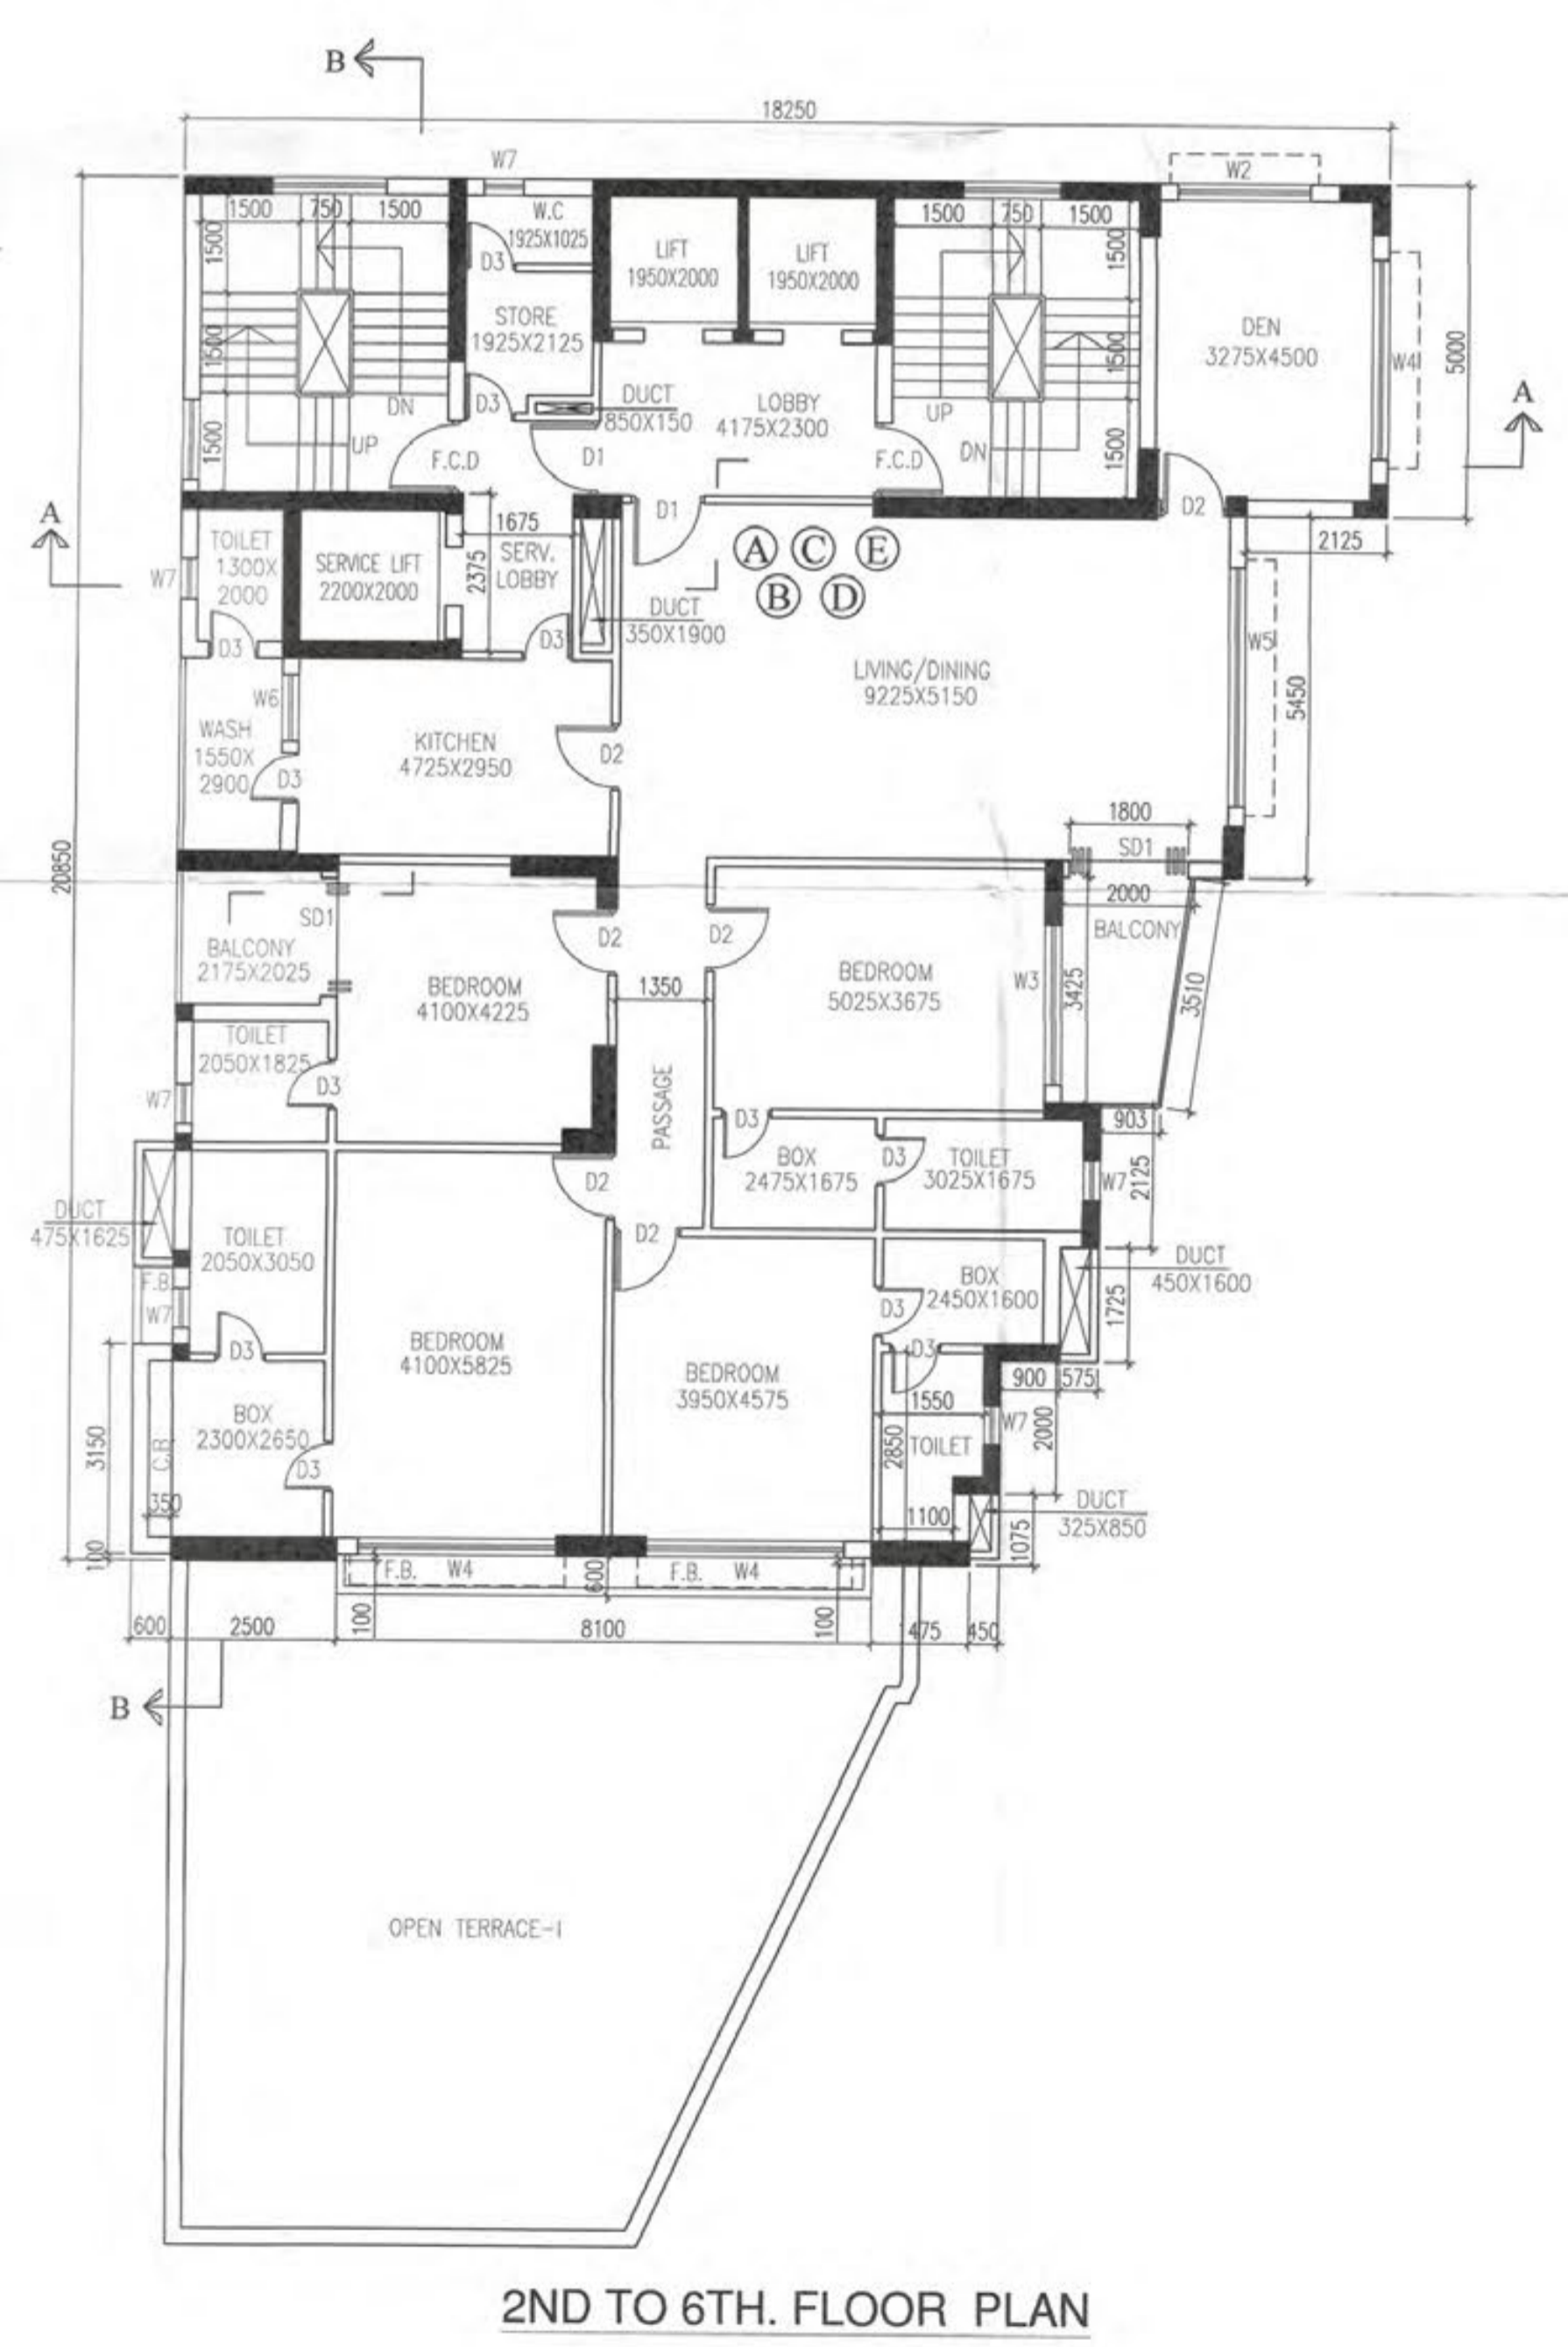 B
18250
W7
W2
1500 750 1500
W.C
1925X1025
1500 750 1500
1500
D3
LIFT
1950X2000
LIFT
1950X2000
1500
STORE
1925X2125
DEN
3275X4500
W4
5000
1500
1500
DN
D3
DUCT
850X150
LOBBY
4175X2300
UP
A
1500
UP
F.C.D
D1
F.C.D
DN
1500
D2
A
D1
2125
TOILET
1300X
2000
W7
SERVICE LIFT
2200X2000
1675
2375
SERV.
LOBBY
A C E
B D
D3
D3
DUCT
350X1900
W5
5450
LIVING/DINING
9225X5150
W6
WASH
1550X
2900
D3
KITCHEN
4725X2950
D2
1800
SD1
20850
2000
SD1
BALCONY
BALCONY
2175X2025
D2
D2
BEDROOM
4100X4225
1350
BEDROOM
5025X3675
W3
3425
3510
TOILET
2050X1825
D3
W7
PASSAGE
D3
903
BOX
2475X1675
D3
TOILET
3025X1675
W7
2125
D2
DUCT
475X1625
TOILET
2050X3050
D2
DUCT
450X1600
F.B.
W7
BOX
2450X1600
1725
D3
D3
D3
BEDROOM
4100X5825
BEDROOM
3950X4575
900 575
1550
W7
2000
BOX
2300X2650
C.B.
3150
D3
2850
TOILET
350
1100
DUCT
325X850
1075
100
F.B. W4
600
F.B. W4
600
2500
100
8100
100
475
450
B
OPEN TERRACE-1
2ND TO 6TH. FLOOR PLAN